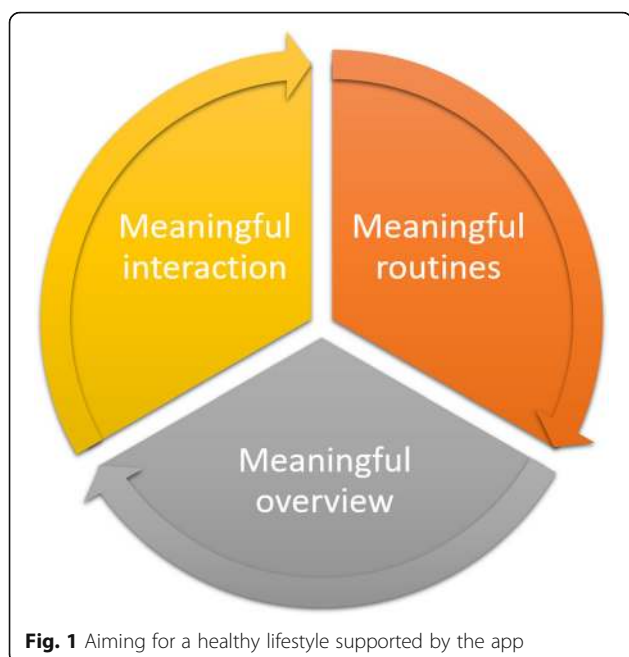 Meaningful
interaction
Meaningful
routines
Meaningful
overview
Fig. 1 Aiming for a healthy lifestyle supported by the app